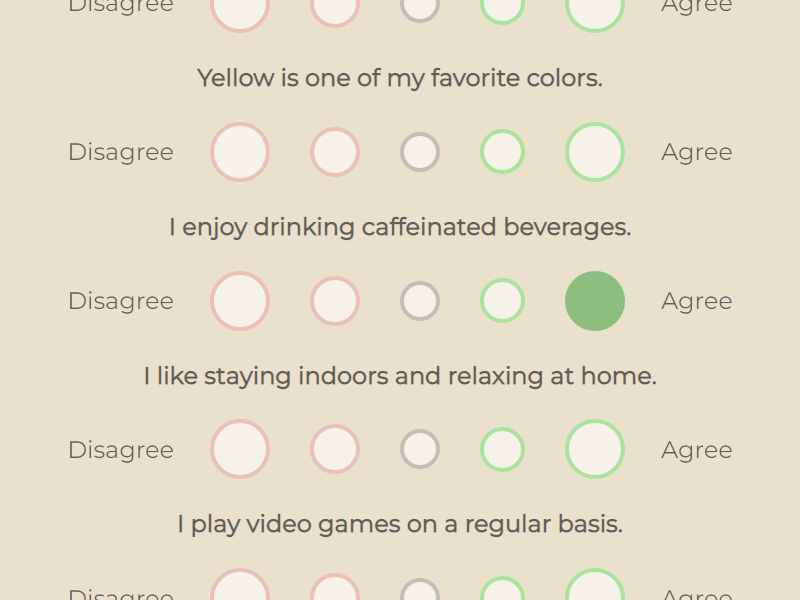 Disagree Agree
Yellow is one of my favorite colors.
Disagree Agree
I enjoy drinking caffeinated beverages.
Disagree Agree
I like staying indoors and relaxing at home.
Disagree Agree
I play video games on a regular basis.
Disagree Agree